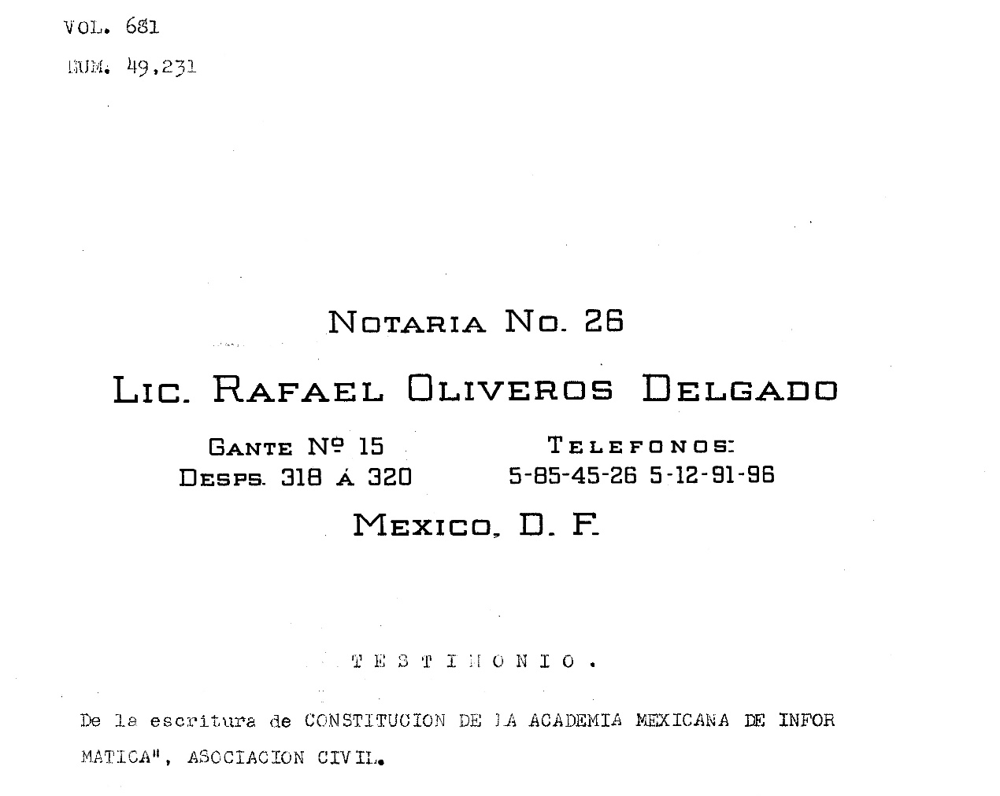 VOL. 681
NUM. 49,231
NOTARIA NO. 26
LIC. RAFAEL OLIVEROS DELGADO
GANTE Nº 15
DESPS. 318 Á 320
TELEFONOS:
5-85-45-26 5-12-91-96
MEXICO, D. F.
TESTIMONIO.
De la escritura de CONSTITUCION DE LA ACADEMIA MEXICANA DE INFOR
MATICA", ASOCIACION CIVIL.